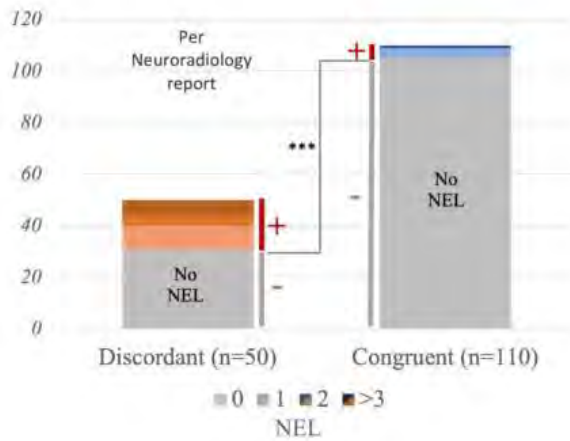 120
100
80
60
40
20
0
Per
Neuroradiology
report
+
***
+
-
-
No
NEL
No
NEL
Discordant (n=50)
Congruent (n=110)
0 1 2 >3
NEL